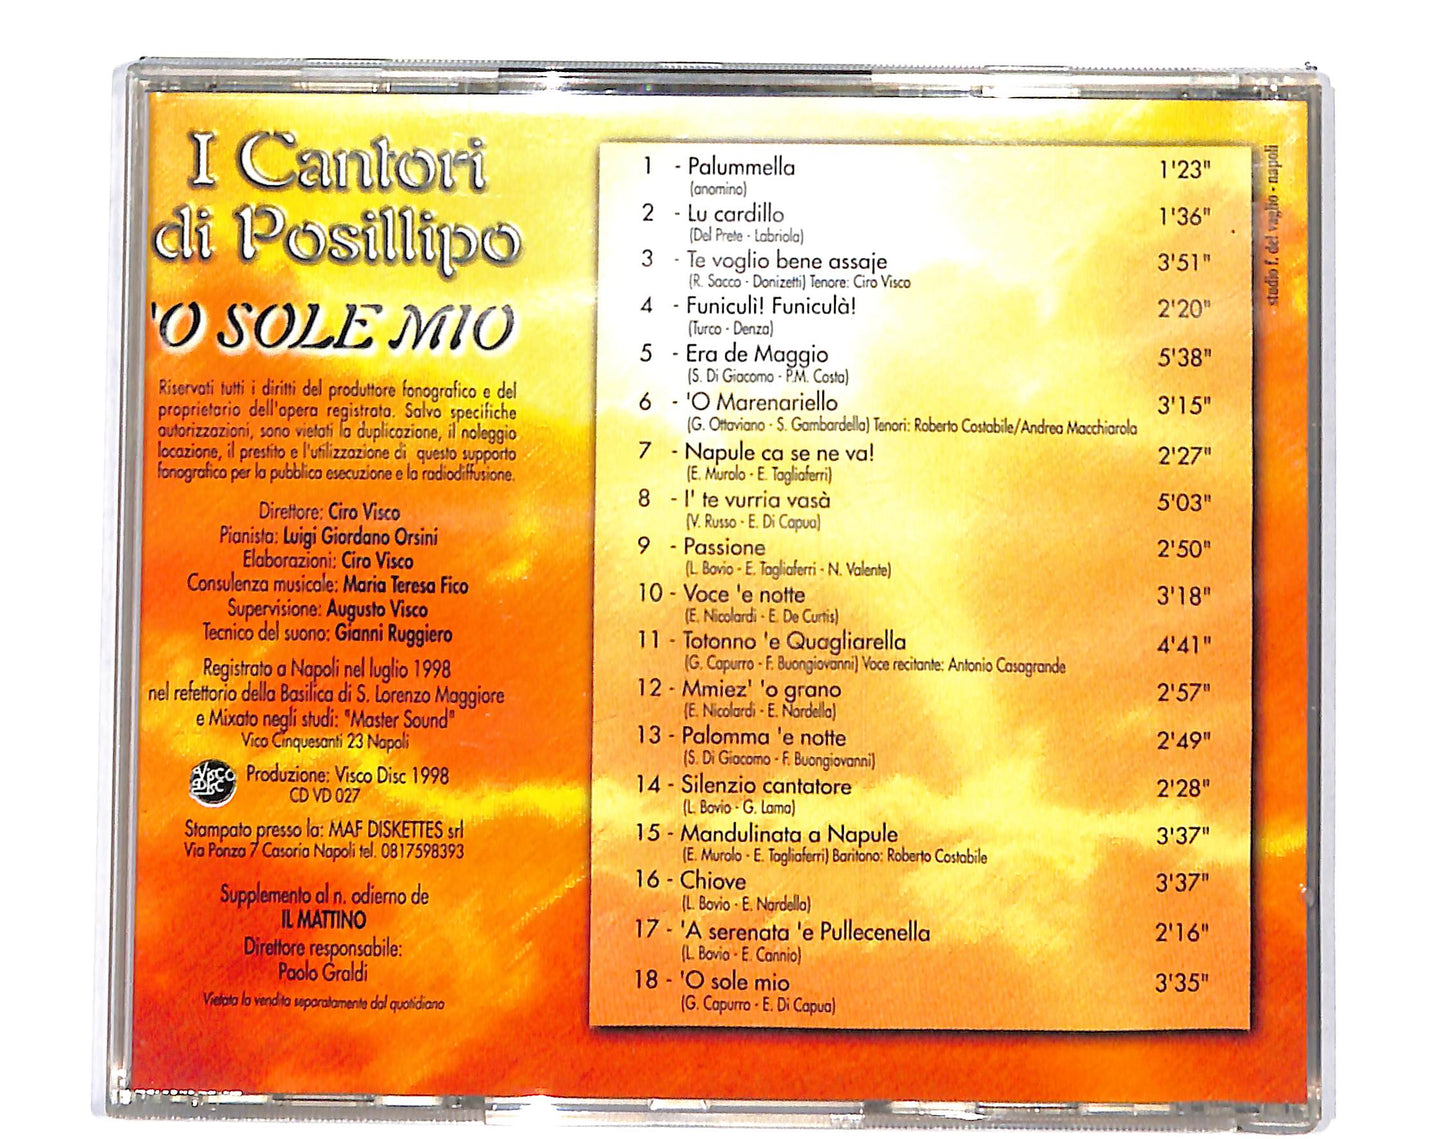 I Cantori
di Posillipo
'O SOLE MIO
Riservati tutti i diritti del produttore fonografico e del
proprietario dell'opera registrata. Salvo specifiche
autorizzazioni, sono vietati la duplicazione, il noleggio
locazione, il prestito e l'utilizzazione di questo supporto
fonografico per la pubblica esecuzione e la radiodiffusione.
Direttore: Ciro Visco
Pianista: Luigi Giordano Orsini
Elaborazioni: Ciro Visco
Consulenza musicale: Maria Teresa Fico
Supervisione: Augusto Visco
Tecnico del suono: Gianni Ruggiero
Registrato a Napoli nel luglio 1998
nel refettorio della Basilica di S. Lorenzo Maggiore
e Mixato negli studi: "Master Sound"
Vico Cinquesanti 23 Napoli
Visco
Disc
Produzione: Visco Disc 1998
CD VD 027
Stampato presso la: MAF DISKETTES srl
Via Ponza 7 Casoria Napoli tel. 0817598393
Supplemento al n. odierno de
IL MATTINO
Direttore responsabile:
Paolo Graldi
Vietata la vendita separatamente dal quotidiano
1 - Palummella 1'23"
(anomino)
2 - Lu cardillo 1'36"
(Del Prete - Labriola)
3 - Te voglio bene assaje 3'51"
(R. Sacco - Donizetti) Tenore: Ciro Visco
4 - Funiculì! Funiculà! 2'20"
(Turco - Denza)
5 - Era de Maggio 5'38"
(S. Di Giacomo - P.M. Costa)
6 - 'O Marenariello 3'15"
(G. Ottaviano - S. Gambardella) Tenori: Roberto Costabile/Andrea Macchiarola
7 - Napule ca se ne va! 2'27"
(E. Murolo - E. Tagliaferri)
8 - I' te vurria vasà 5'03"
(V. Russo - E. Di Capua)
9 - Passione 2'50"
(L. Bovio - E. Tagliaferri - N. Valente)
10 - Voce 'e notte 3'18"
(E. Nicolardi - E. De Curtis)
11 - Totonno 'e Quagliarella 4'41"
(G. Capurro - F. Buongiovanni) Voce recitante: Antonio Casagrande
12 - Mmiez' 'o grano 2'57"
(E. Nicolardi - E. Nardella)
13 - Palomma 'e notte 2'49"
(S. Di Giacomo - F. Buongiovanni)
14 - Silenzio cantatore 2'28"
(L. Bovio - G. Lama)
15 - Mandulinata a Napule 3'37"
(E. Murolo - E. Tagliaferri) Baritono: Roberto Costabile
16 - Chiove 3'37"
(L. Bovio - E. Nardella)
17 - 'A serenata 'e Pullecenella 2'16"
(L. Bovio - E. Cannio)
18 - 'O sole mio 3'35"
(G. Capurro - E. Di Capua)
studio f. del vaglio - napoli